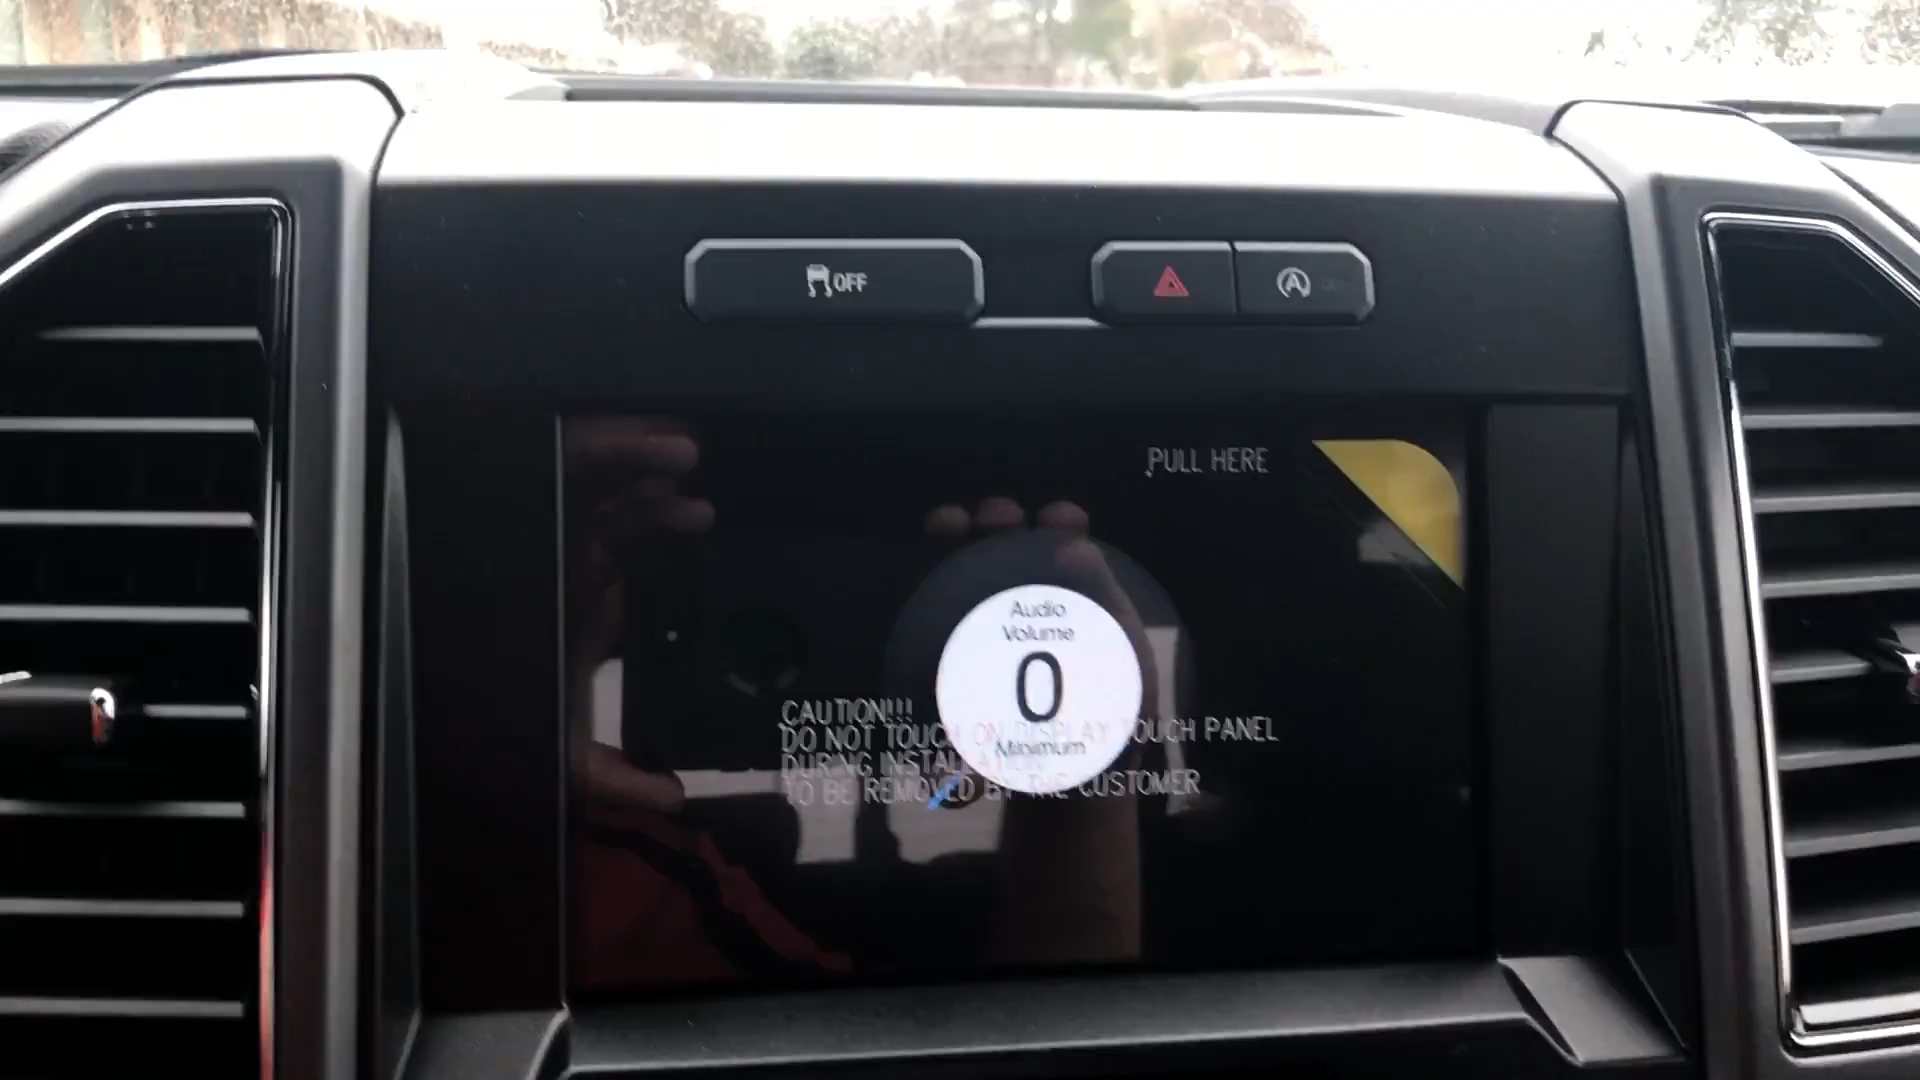 OFF
A
PULL HERE
Audio
Volume
0
Minimum
CAUTION!!!
DO NOT TOUCH ON DISPLAY TOUCH PANEL
DURING INSTALLATION
TO BE REMOVED BY THE CUSTOMER